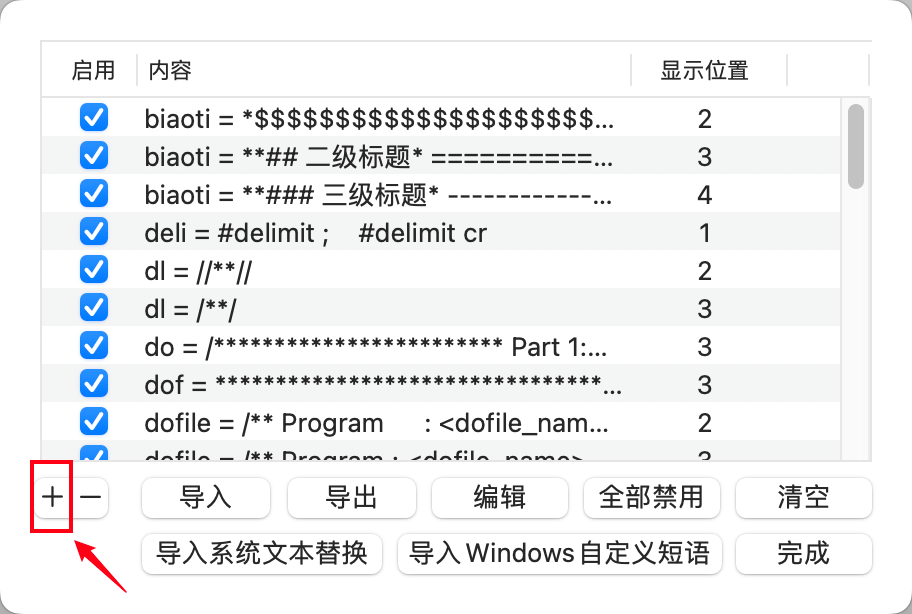 启用 内容 显示位置
biaoti = *$$$$$$$$$$$$$$$$$$$$$... 2
biaoti = **## 二级标题* ==========... 3
biaoti = **### 三级标题* ------------... 4
deli = #delimit ; #delimit cr 1
dl = //**// 2
dl = /**/ 3
do = /************************ Part 1:... 3
dof = ********************************... 3
dofile = /** Program : <dofile_nam... 2
dofile = /** Program : <dofile_name> 3
+ −
导入 导出 编辑 全部禁用 清空
导入系统文本替换 导入Windows自定义短语 完成